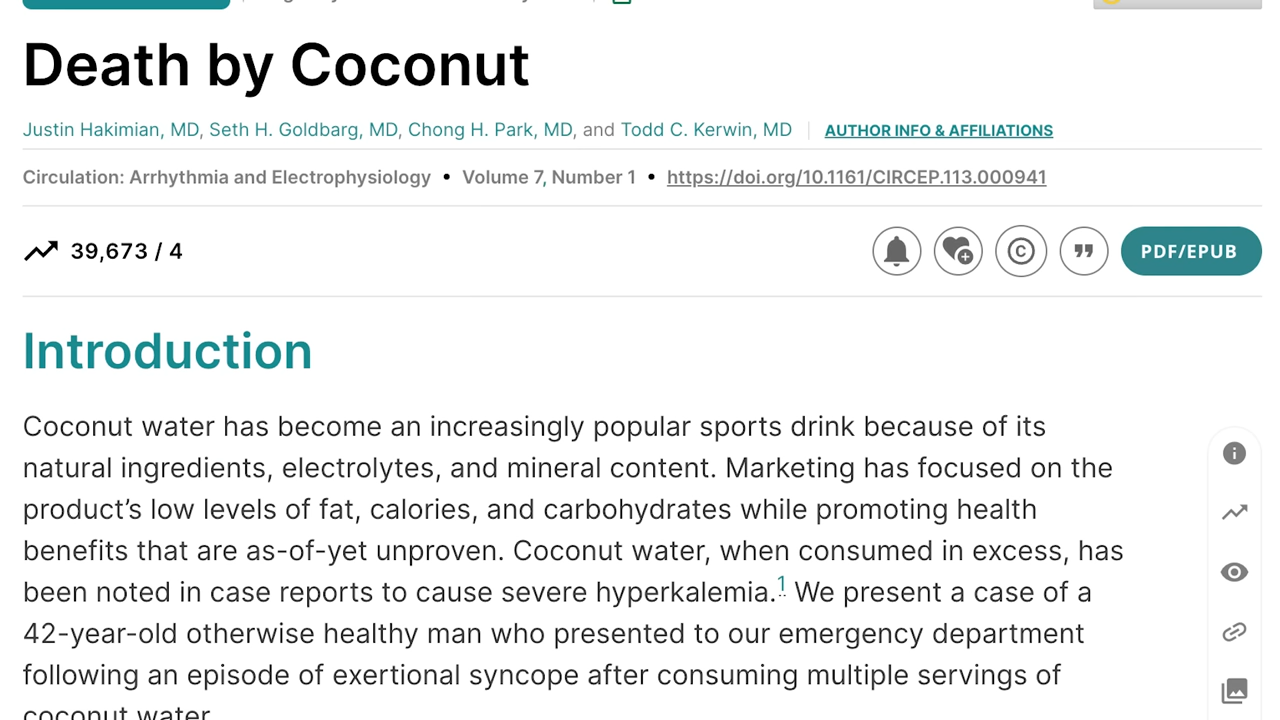 Death by Coconut
Justin Hakimian, MD, Seth H. Goldbarg, MD, Chong H. Park, MD, and Todd C. Kerwin, MD AUTHOR INFO & AFFILIATIONS
Circulation: Arrhythmia and Electrophysiology • Volume 7, Number 1 • https://doi.org/10.1161/CIRCEP.113.000941
39,673 / 4
PDF/EPUB
Introduction
Coconut water has become an increasingly popular sports drink because of its
natural ingredients, electrolytes, and mineral content. Marketing has focused on the
product’s low levels of fat, calories, and carbohydrates while promoting health
benefits that are as-of-yet unproven. Coconut water, when consumed in excess, has
been noted in case reports to cause severe hyperkalemia.1 We present a case of a
42-year-old otherwise healthy man who presented to our emergency department
following an episode of exertional syncope after consuming multiple servings of
coconut water